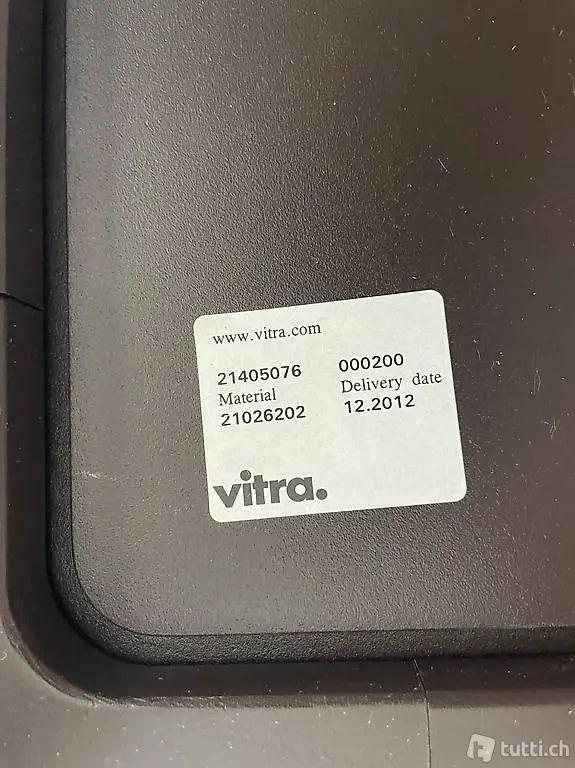 www.vitra.com
21405076 000200
Material Delivery date
21026202 12.2012
vitra.
tutti.ch